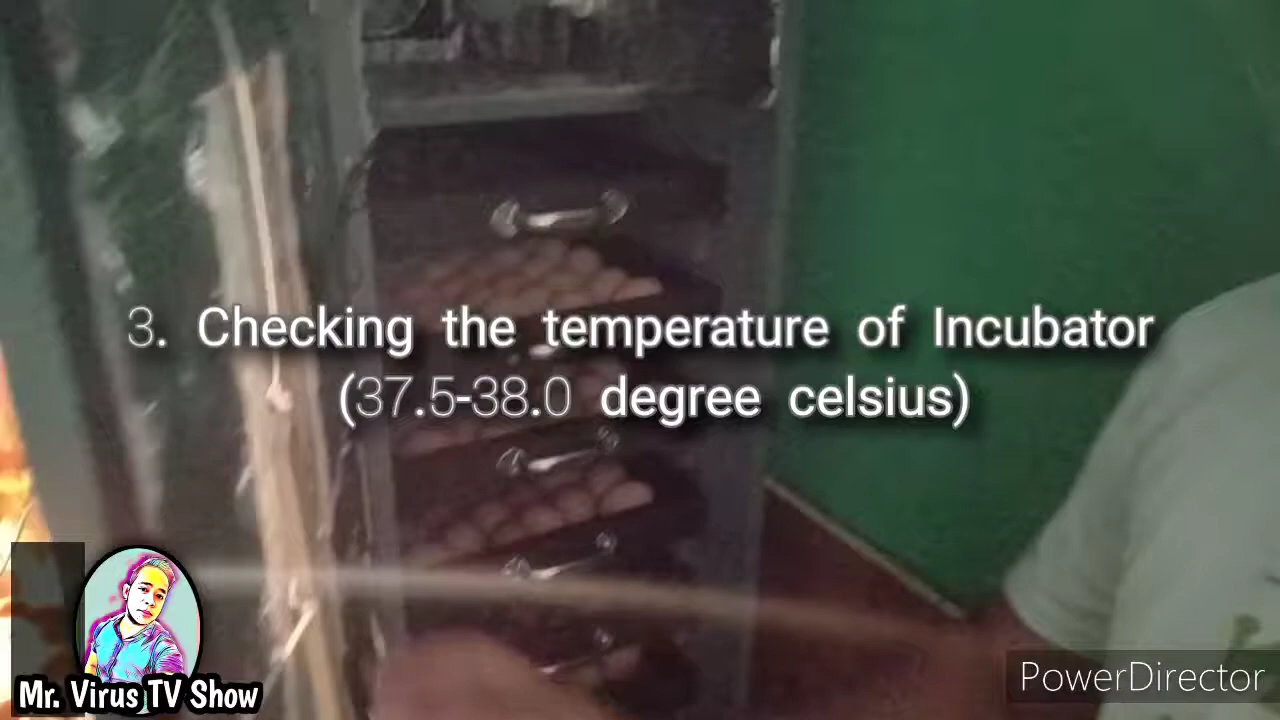 3. Checking the temperature of Incubator
(37.5-38.0 degree celsius)
Mr. Virus TV Show
PowerDirector